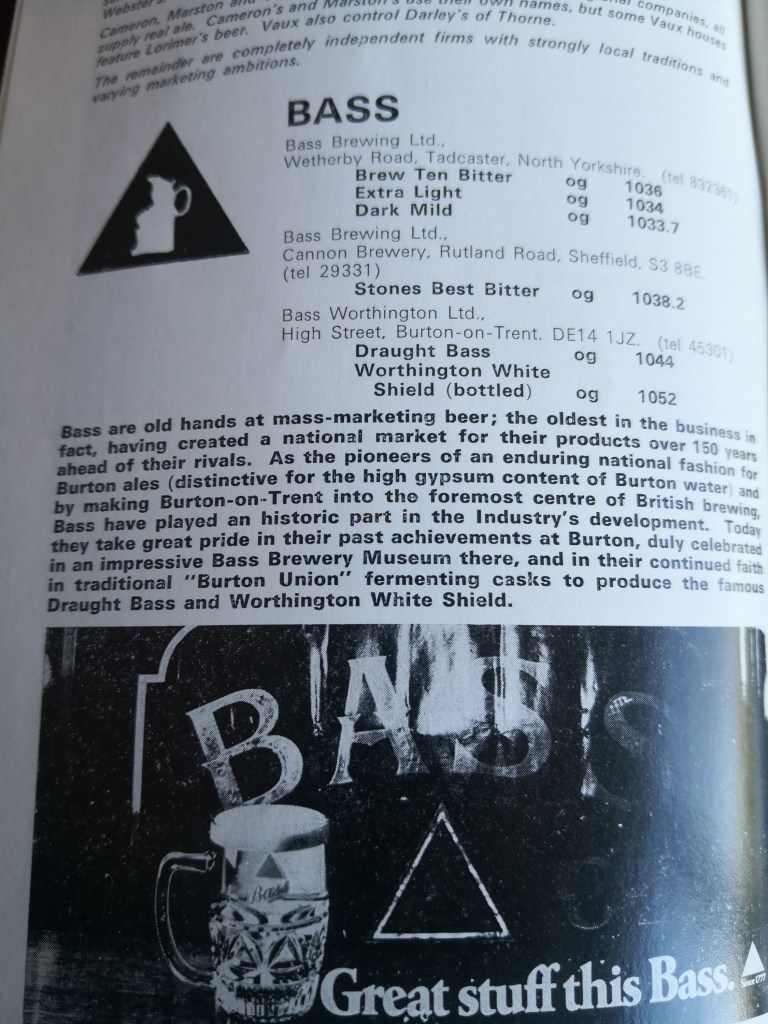 Cameron, Marston and
own names, but some Vaux houses
supply real ale. Cameron's and Marston's use their
feature Lorimer's beer. Vaux also control Darley's of Thorne.
The remainder are completely independent firms with strongly local traditions and
varying marketing ambitions.
BASS
Bass Brewing Ltd.,
Wetherby Road, Tadcaster, North Yorkshire. (tel 832361)
Brew Ten Bitter og 1036
Extra Light og 1034
Dark Mild og 1033.7
Bass Brewing Ltd.,
Cannon Brewery, Rutland Road, Sheffield, S3 8BE.
(tel 29331)
Stones Best Bitter og 1038.2
Bass Worthington Ltd.,
High Street, Burton-on-Trent. DE14 1JZ. (tel 45301)
Draught Bass og 1044
Worthington White
Shield (bottled) og 1052
Bass are old hands at mass-marketing beer; the oldest in the business in
fact, having created a national market for their products over 150 years
ahead of their rivals. As the pioneers of an enduring national fashion for
Burton ales (distinctive for the high gypsum content of Burton water) and
by making Burton-on-Trent into the foremost centre of British brewing,
Bass have played an historic part in the Industry's development. Today
they take great pride in their past achievements at Burton, duly celebrated
in an impressive Bass Brewery Museum there, and in their continued faith
in traditional "Burton Union" fermenting casks to produce the famous
Draught Bass and Worthington White Shield.
BASS
Bass
Great stuff this Bass.
Since 1777